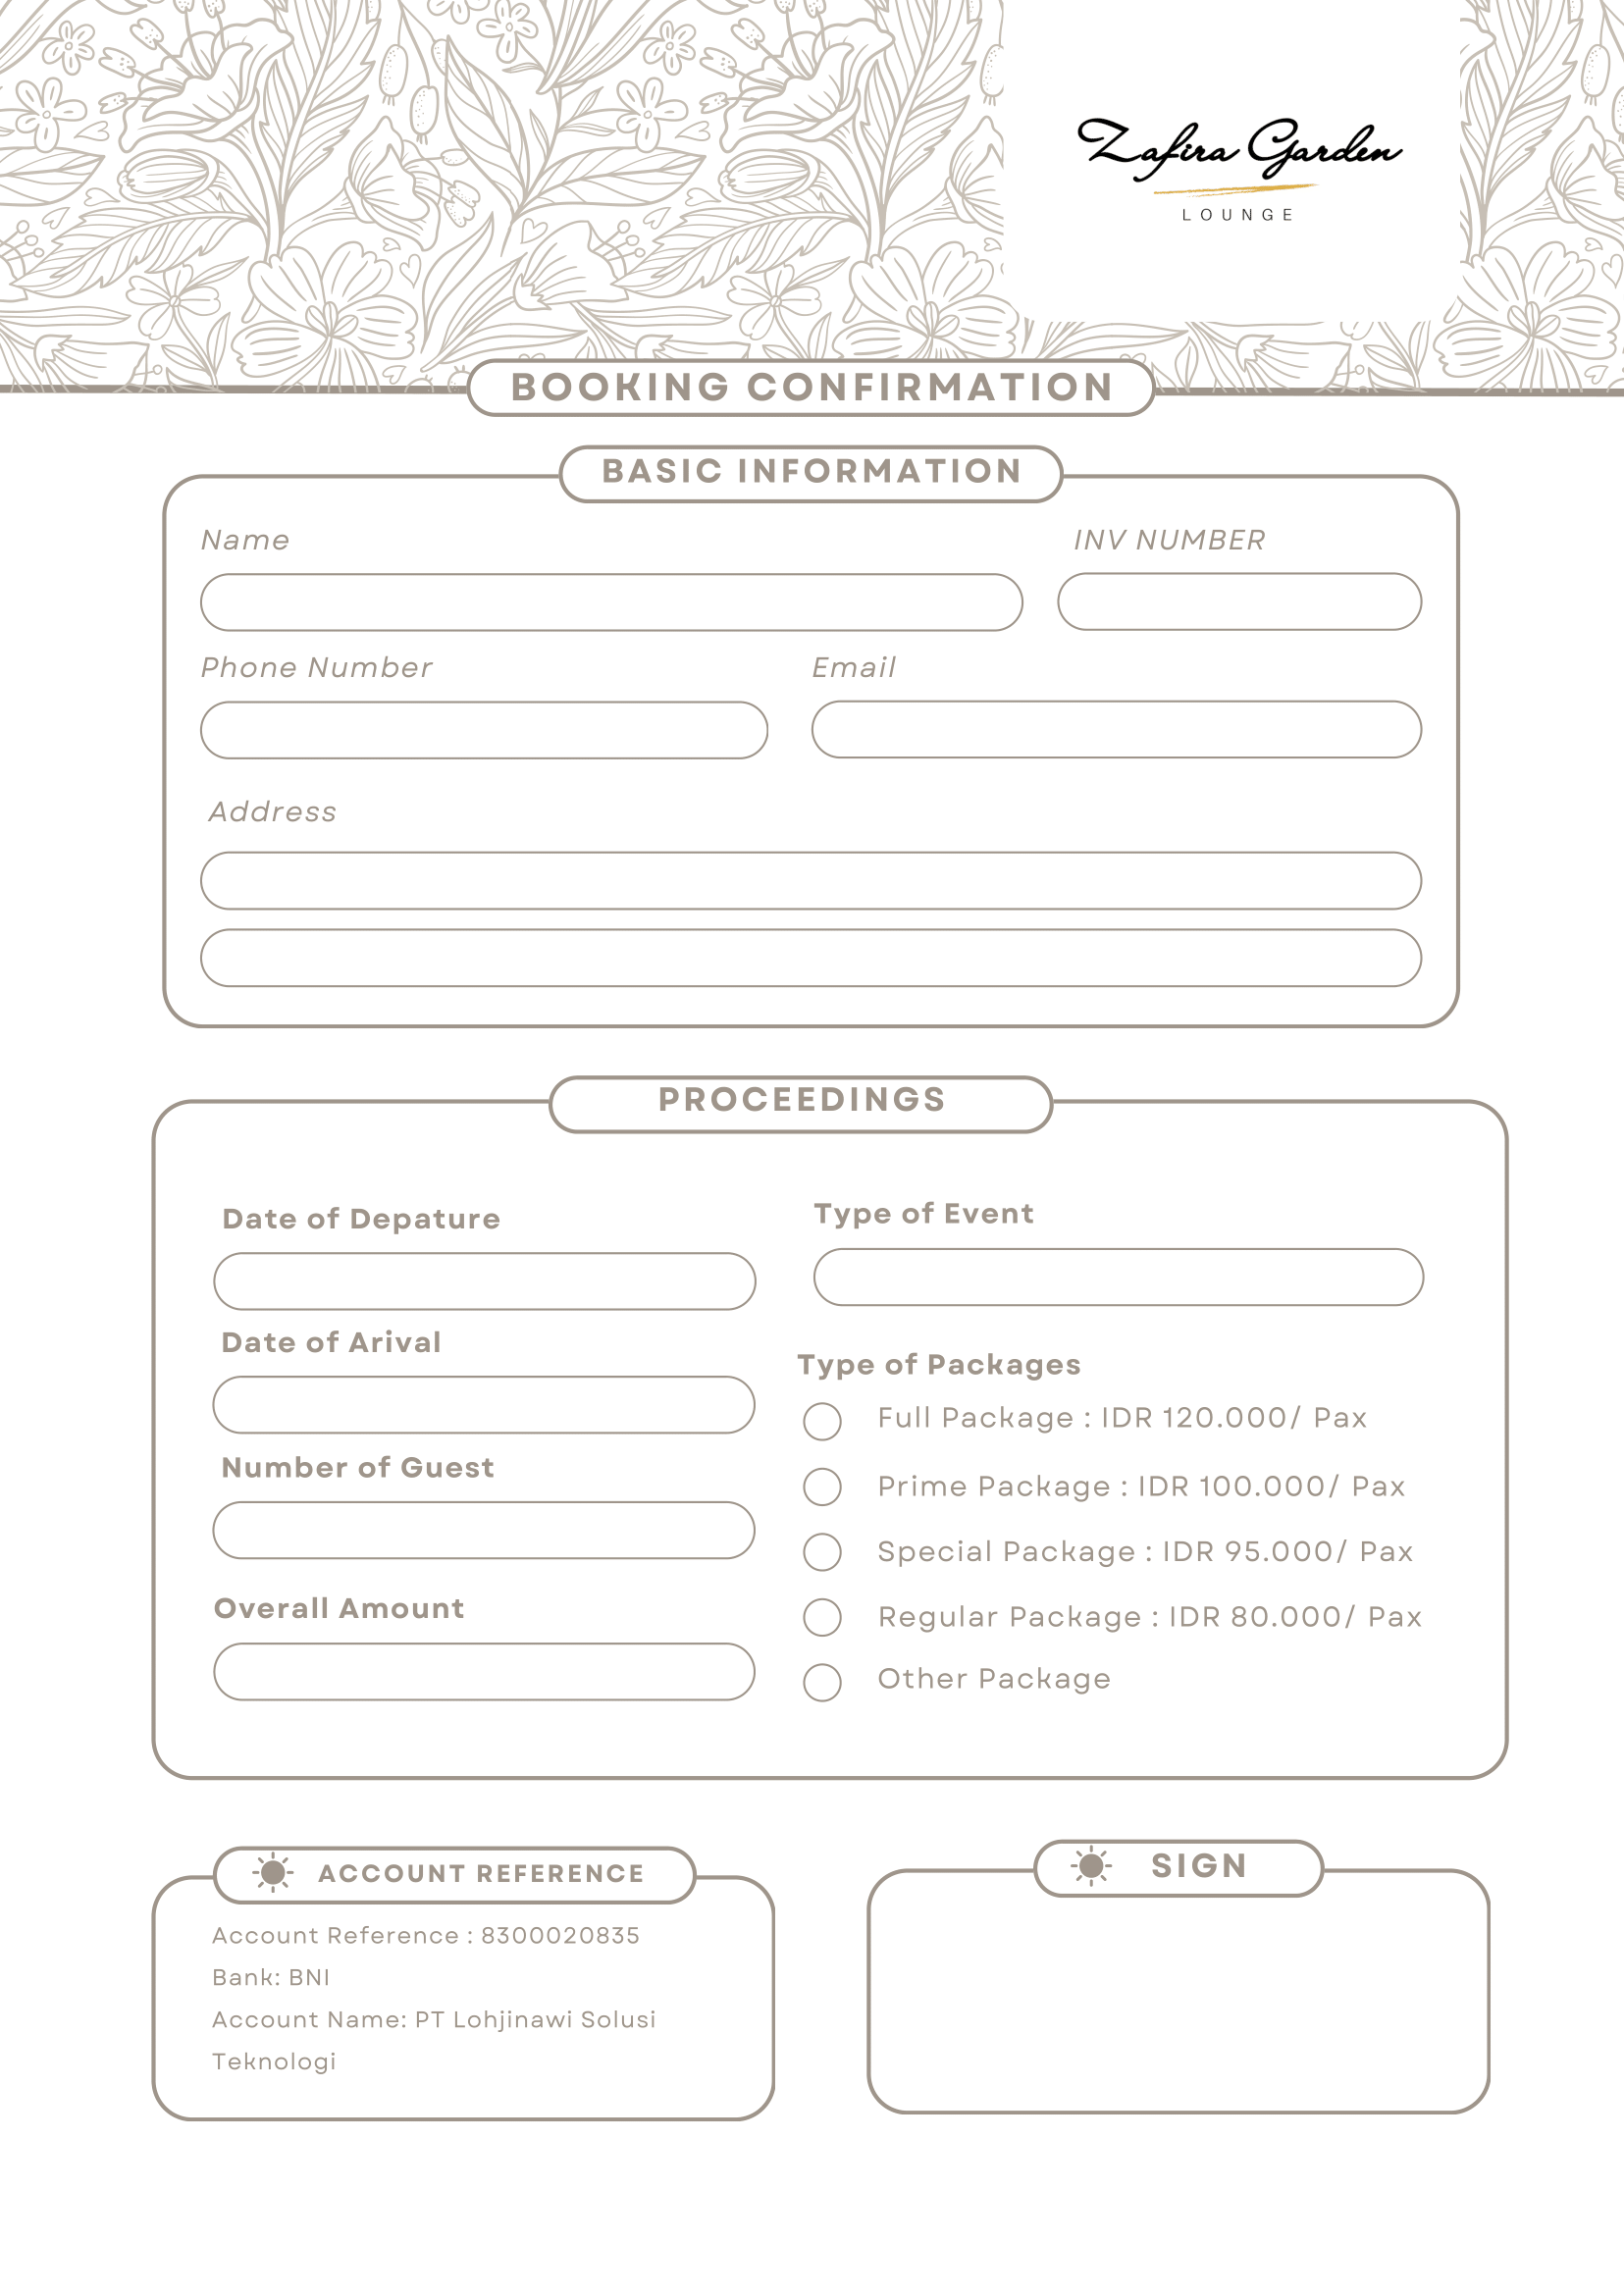 Zafira Garden
LOUNGE
BOOKING CONFIRMATION
BASIC INFORMATION
Name
INV NUMBER
Phone Number
Email
Address
PROCEEDINGS
Date of Depature
Type of Event
Date of Arival
Type of Packages
Full Package : IDR 120.000/ Pax
Number of Guest
Prime Package : IDR 100.000/ Pax
Special Package : IDR 95.000/ Pax
Overall Amount
Regular Package : IDR 80.000/ Pax
Other Package
ACCOUNT REFERENCE
Account Reference : 8300020835
Bank: BNI
Account Name: PT Lohjinawi Solusi
Teknologi
SIGN